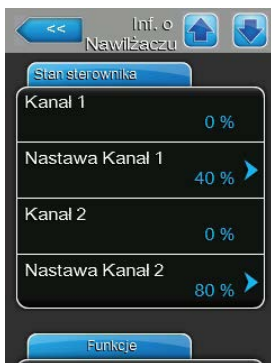 <<
Inf. o
Nawilżaczu
Stan sterownika
Kanał 1
0 %
Nastawa Kanał 1
40 %
Kanał 2
0 %
Nastawa Kanał 2
80 %
Funkcje